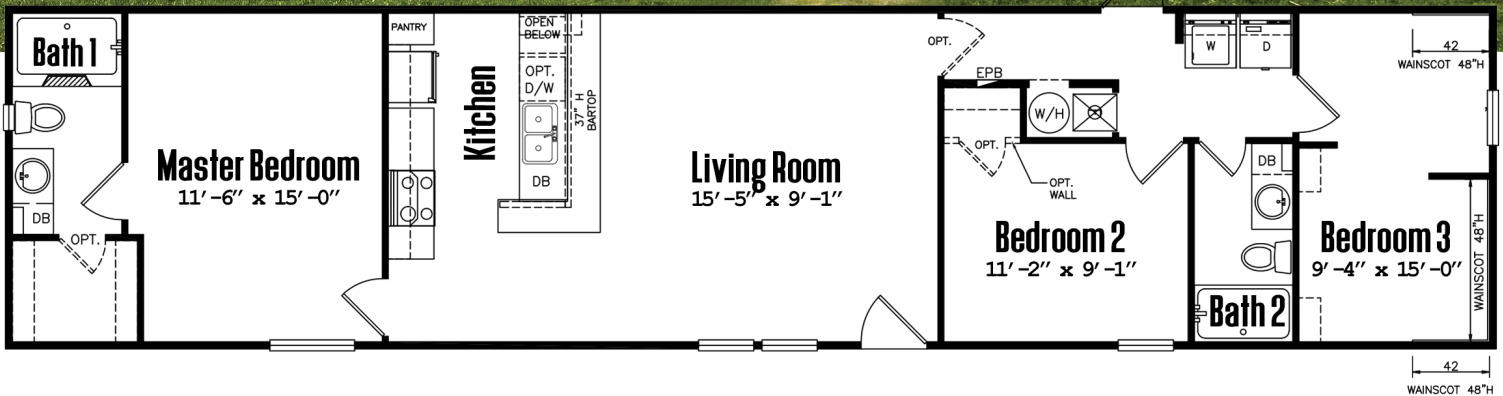 Bath 1
DB
OPT.
Master Bedroom
11'-6" x 15'-0"
PANTRY
Kitchen
OPEN
BELOW
OPT.
D/W
DB
37" H
BARTOP
Living Room
15'-5" x 9'-1"
OPT.
EPB
W/H
OPT.
OPT.
WALL
Bedroom 2
11'-2" x 9'-1"
W
D
DB
Bath 2
42
WAINSCOT 48"H
Bedroom 3
9'-4" x 15'-0"
WAINSCOT 48"H
42
WAINSCOT 48"H